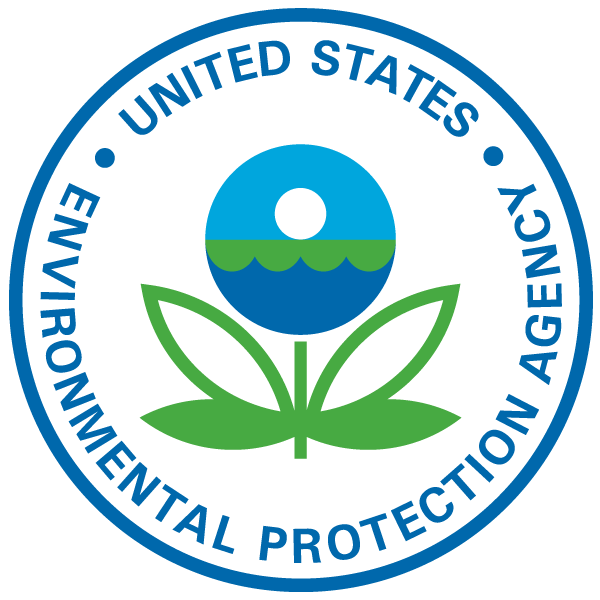 UNITED STATES
ENVIRONMENTAL PROTECTION AGENCY